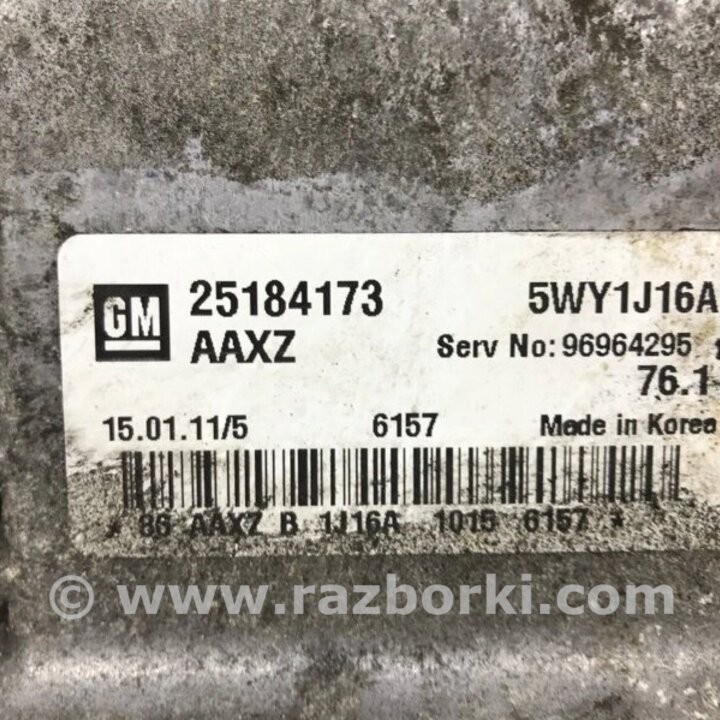 GM 25184173 5WY1J16A
AAXZ Serv No: 96964295
76.1
15.01.11/5 6157 Made in Korea
* 86 AAXZ B 1J16A 1015 6157 *
© www.razborki.com